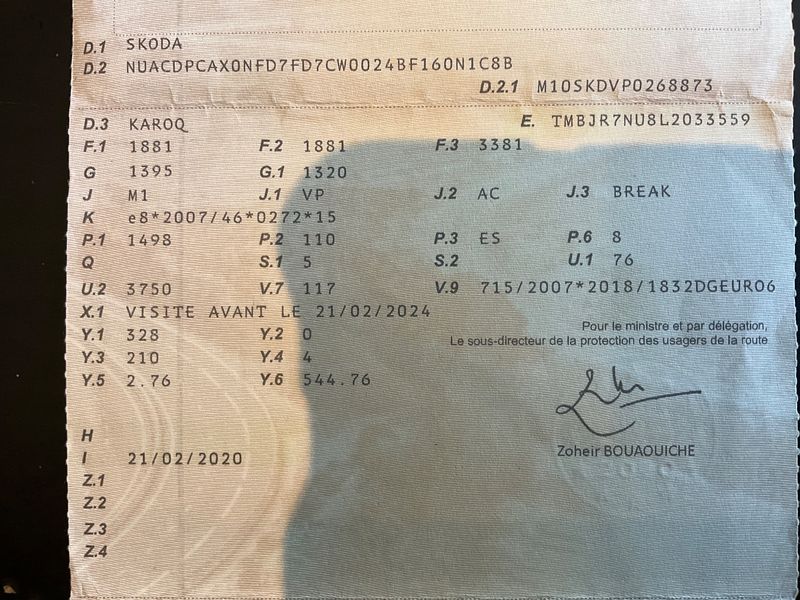 D.1 SKODA
D.2 NUACDPCAX0NFD7FD7CW0024BF160N1C8B
D.2.1 M10SKDVP0268873
D.3 KAROQ E. TMBJR7NU8L2033559
F.1 1881 F.2 1881 F.3 3381
G 1395 G.1 1320
J M1 J.1 VP J.2 AC J.3 BREAK
K e8*2007/46*0272*15
P.1 1498 P.2 110 P.3 ES P.6 8
Q S.1 5 S.2 U.1 76
U.2 3750 V.7 117 V.9 715/2007*2018/1832DGEURO6
X.1 VISITE AVANT LE 21/02/2024
Y.1 328 Y.2 0
Pour le ministre et par délégation,
Le sous-directeur de la protection des usagers de la route
Y.3 210 Y.4 4
Y.5 2.76 Y.6 544.76
H
Zoheir BOUAOUICHE
I 21/02/2020
Z.1
Z.2
Z.3
Z.4